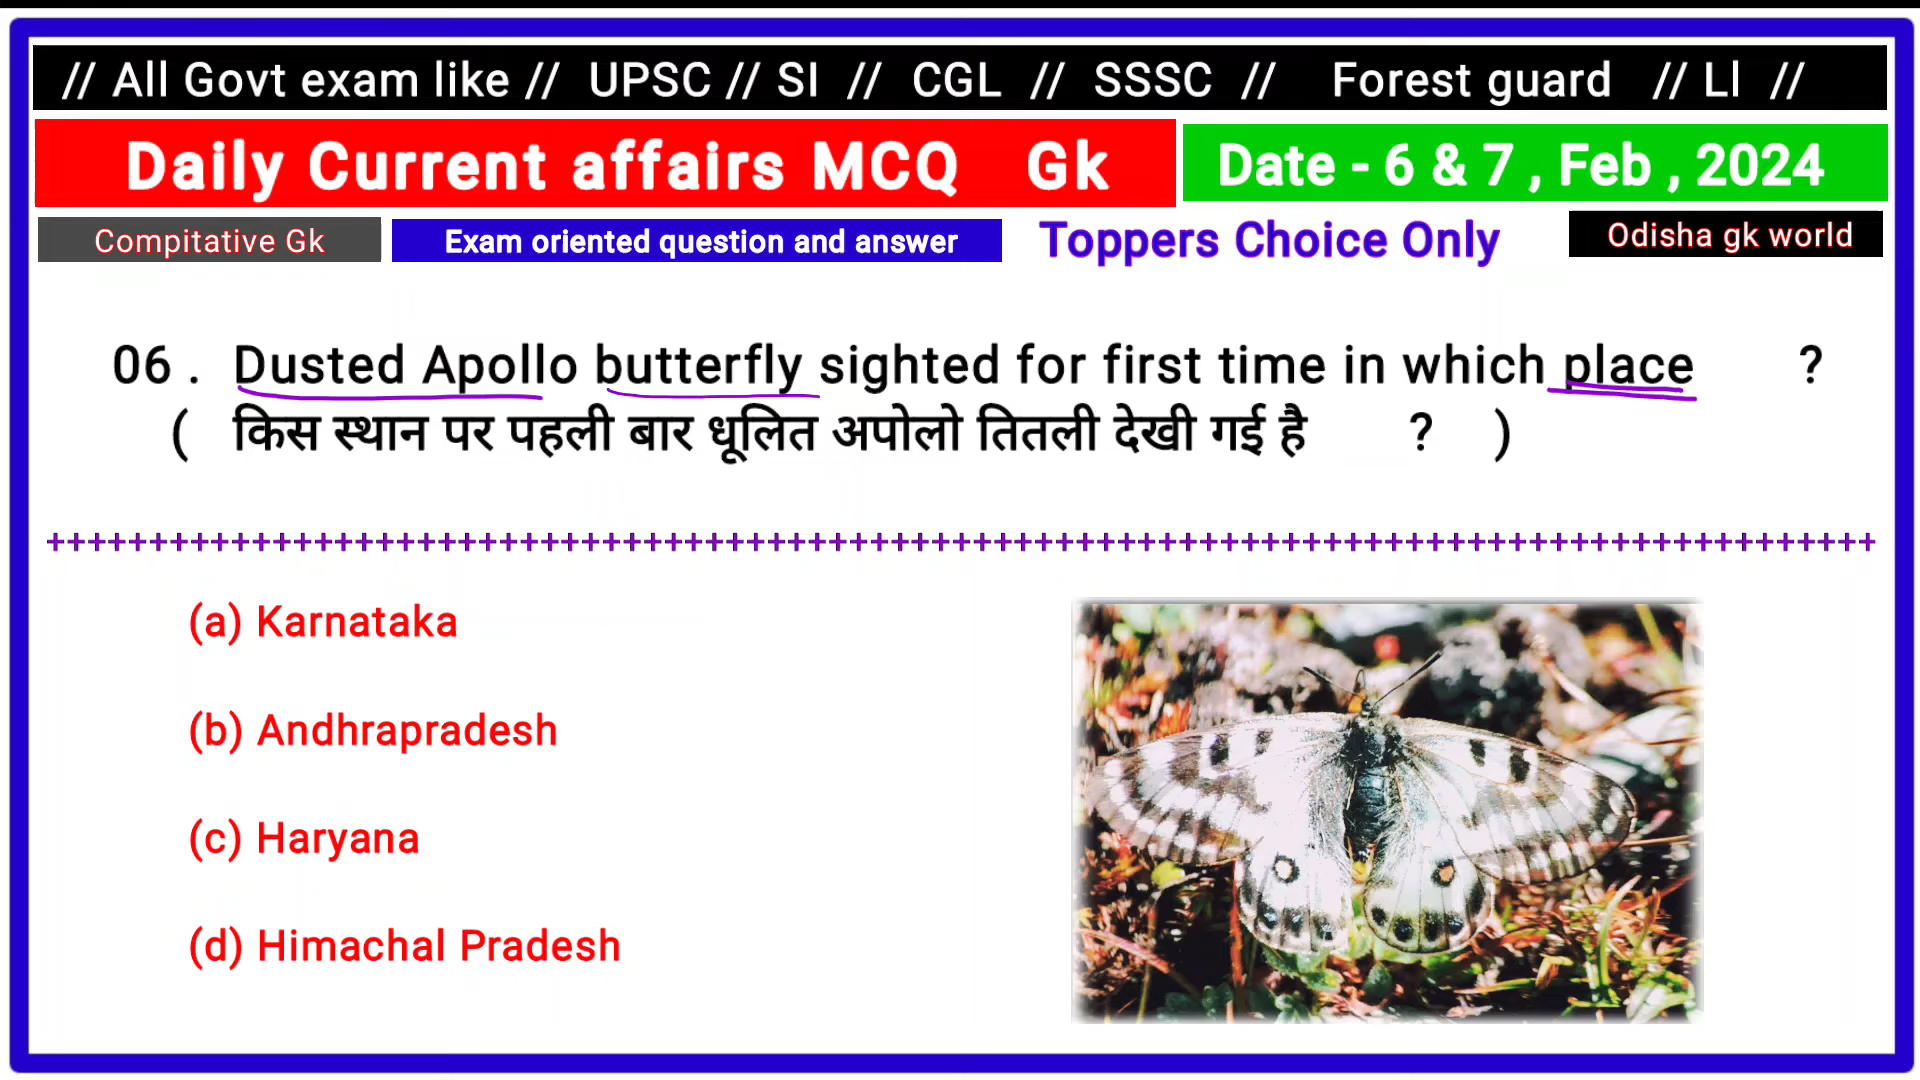 // All Govt exam like // UPSC // SI // CGL // SSSC // Forest guard // Ll //
Daily Current affairs MCQ Gk Date - 6 & 7 , Feb , 2024
Compitative Gk Exam oriented question and answer Toppers Choice Only Odisha gk world
06 . Dusted Apollo butterfly sighted for first time in which place ?
( किस स्थान पर पहली बार धूलित अपोलो तितली देखी गई है ? )
++++++++++++++++++++++++++++++++++++++++++++++++++++++++++++++++++++++++++++++++++++++++
(a) Karnataka
(b) Andhrapradesh
(c) Haryana
(d) Himachal Pradesh